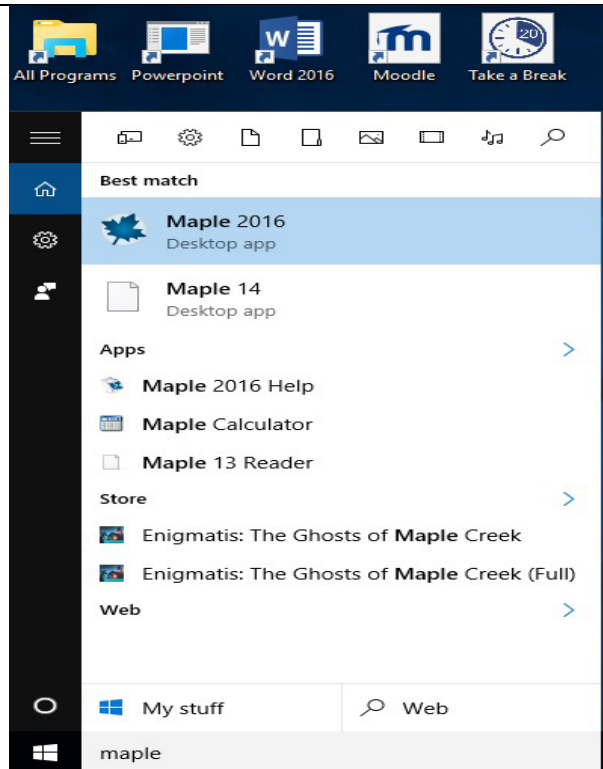 20
All Programs Powerpoint Word 2016 Moodle Take a Break
Best match
Maple 2016
Desktop app
Maple 14
Desktop app
Apps
Maple 2016 Help
Maple Calculator
Maple 13 Reader
Store
Enigmatis: The Ghosts of Maple Creek
Enigmatis: The Ghosts of Maple Creek (Full)
Web
My stuff Web
maple